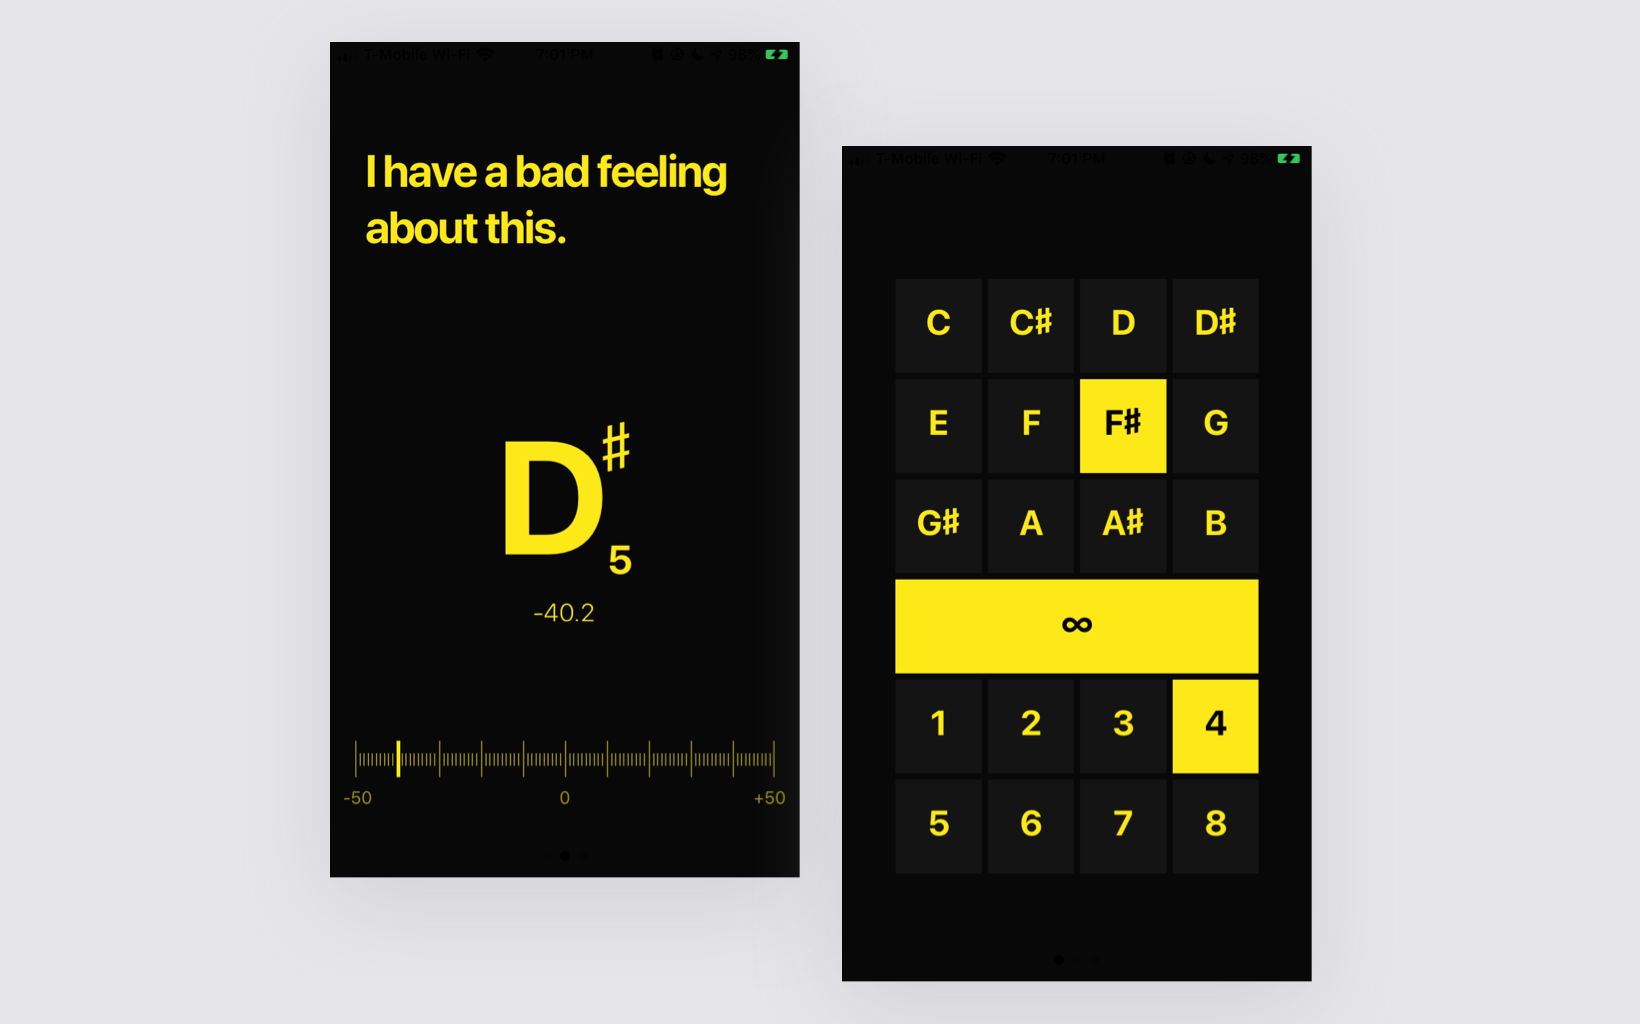 T-Mobile Wi-Fi 7:01 PM 98%
I have a bad feeling
about this.
D♯5
-40.2
-50 0 +50
T-Mobile Wi-Fi 7:01 PM 98%
C C♯ D D♯
E F F♯ G
G♯ A A♯ B
∞
1 2 3 4
5 6 7 8